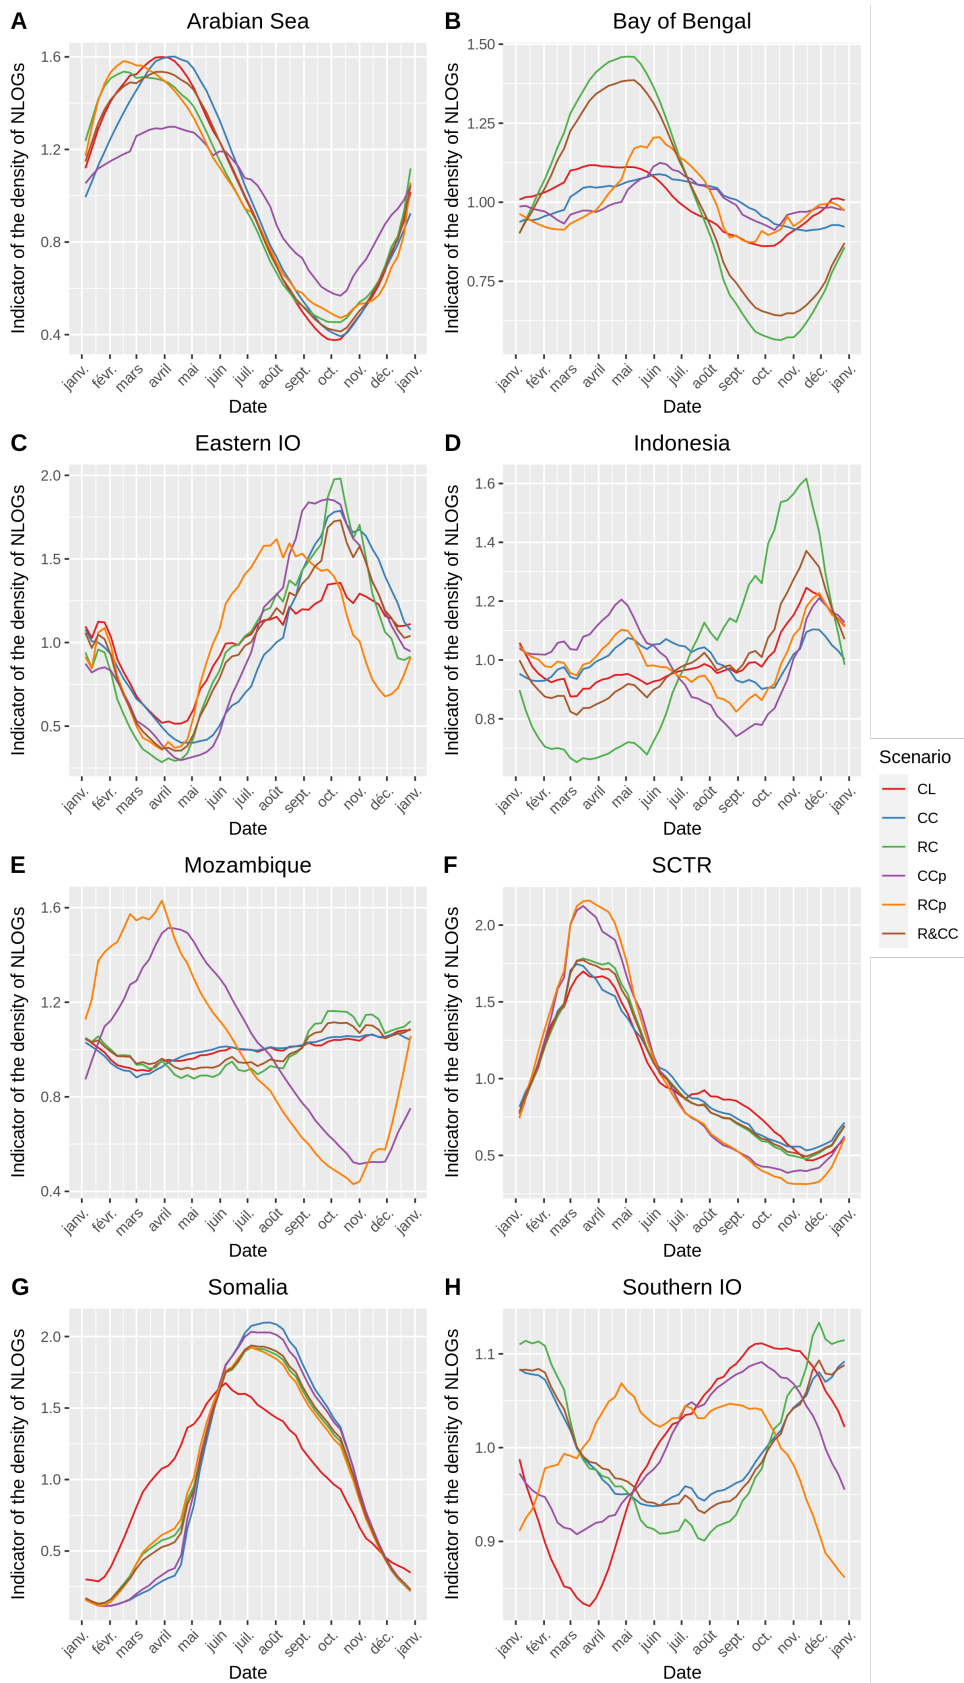 A
Arabian Sea
Indicator of the density of NLOGs
1.6
1.2
0.8
0.4
janv.
févr.
mars
avril
mai
juin
juil.
août
sept.
oct.
nov.
déc.
janv.
Date
B
Bay of Bengal
Indicator of the density of NLOGs
1.50
1.25
1.00
0.75
janv.
févr.
mars
avril
mai
juin
juil.
août
sept.
oct.
nov.
déc.
janv.
Date
C
Eastern IO
Indicator of the density of NLOGs
2.0
1.5
1.0
0.5
janv.
févr.
mars
avril
mai
juin
juil.
août
sept.
oct.
nov.
déc.
janv.
Date
D
Indonesia
Indicator of the density of NLOGs
1.6
1.4
1.2
1.0
0.8
janv.
févr.
mars
avril
mai
juin
juil.
août
sept.
oct.
nov.
déc.
janv.
Date
Scenario
CL
CC
RC
CCp
RCp
R&CC
E
Mozambique
Indicator of the density of NLOGs
1.6
1.2
0.8
0.4
janv.
févr.
mars
avril
mai
juin
juil.
août
sept.
oct.
nov.
déc.
janv.
Date
F
SCTR
Indicator of the density of NLOGs
2.0
1.5
1.0
0.5
janv.
févr.
mars
avril
mai
juin
juil.
août
sept.
oct.
nov.
déc.
janv.
Date
G
Somalia
Indicator of the density of NLOGs
2.0
1.5
1.0
0.5
janv.
févr.
mars
avril
mai
juin
juil.
août
sept.
oct.
nov.
déc.
janv.
Date
H
Southern IO
Indicator of the density of NLOGs
1.1
1.0
0.9
janv.
févr.
mars
avril
mai
juin
juil.
août
sept.
oct.
nov.
déc.
janv.
Date